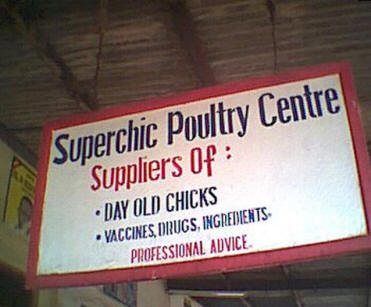 Superchic Poultry Centre
Suppliers Of :
• DAY OLD CHICKS
• VACCINES, DRUGS, INGREDIENTS
PROFESSIONAL ADVICE